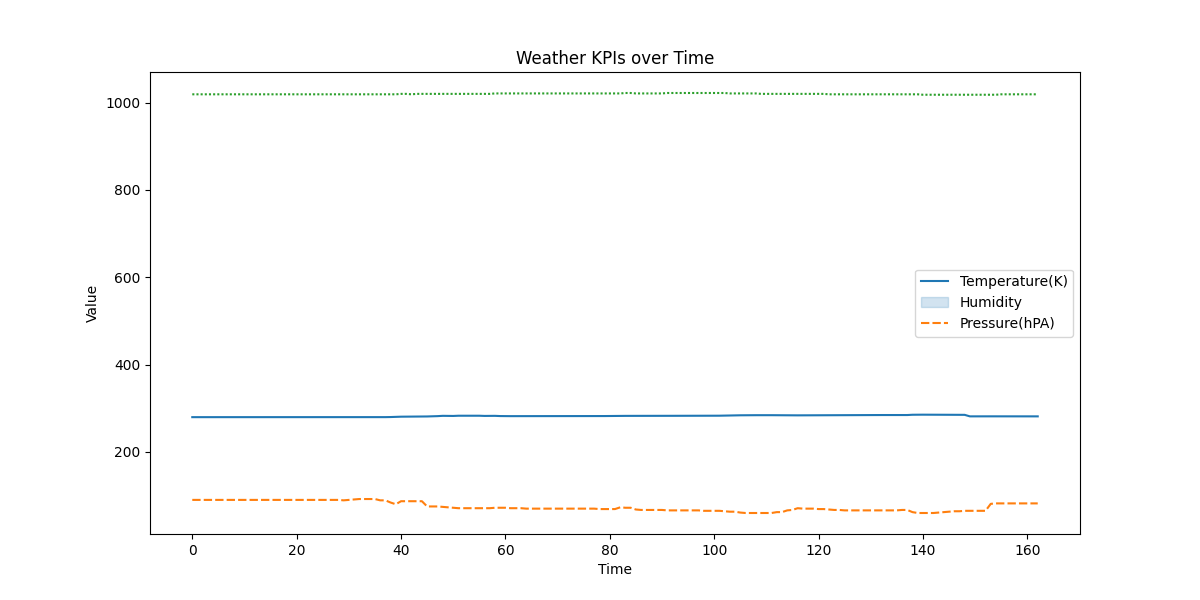 Weather KPIs over Time
1000
800
600
400
200
Value
Temperature(K)
Humidity
Pressure(hPA)
0 20 40 60 80 100 120 140 160
Time